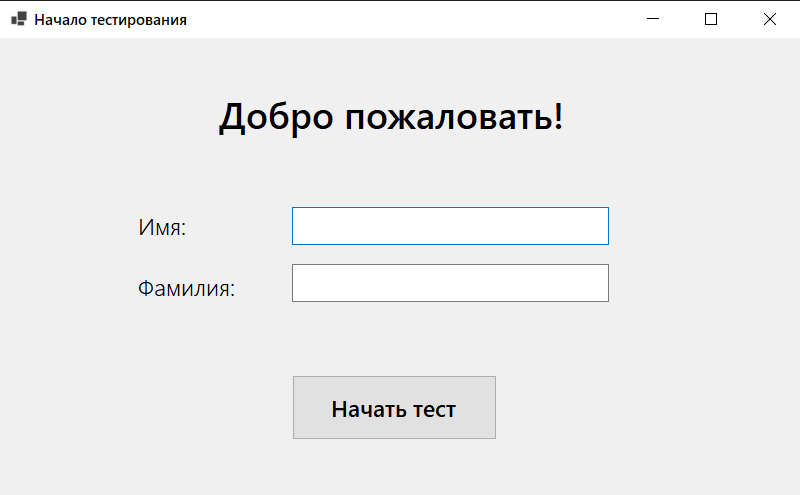 Начало тестирования
Добро пожаловать!
Имя:
Фамилия:
Начать тест